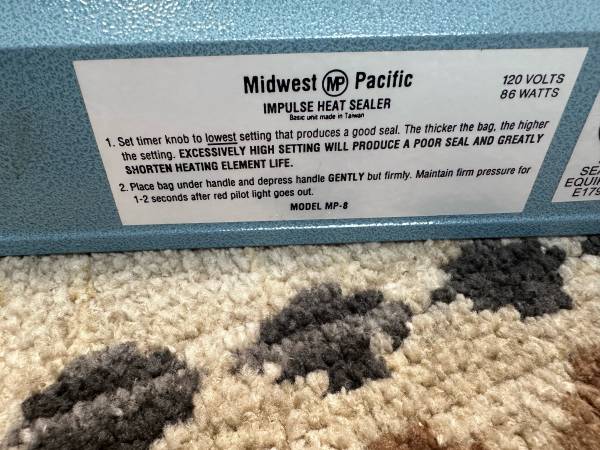 Midwest MP Pacific
120 VOLTS
86 WATTS
IMPULSE HEAT SEALER
Basic unit made in Taiwan
1. Set timer knob to lowest setting that produces a good seal. The thicker the bag, the higher
the setting. EXCESSIVELY HIGH SETTING WILL PRODUCE A POOR SEAL AND GREATLY
SHORTEN HEATING ELEMENT LIFE.
2. Place bag under handle and depress handle GENTLY but firmly. Maintain firm pressure for
1-2 seconds after red pilot light goes out.
MODEL MP-8
SEA
EQUI
E179